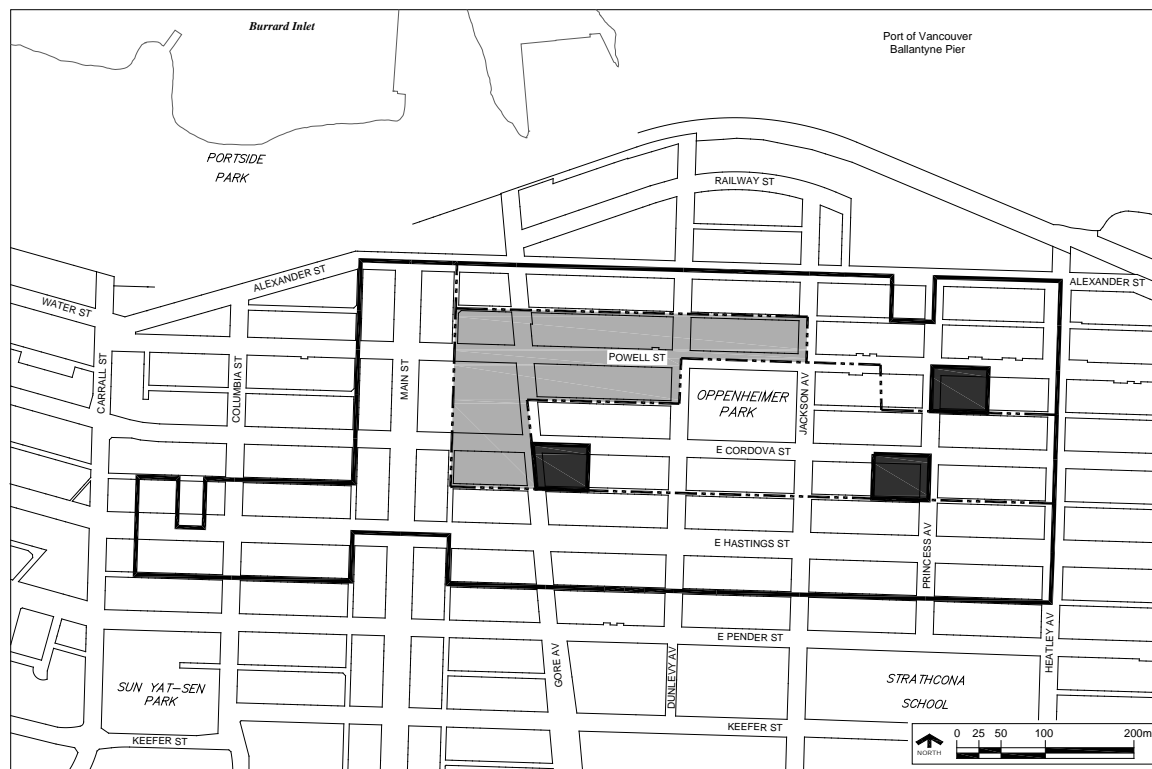 Burrard Inlet
Port of Vancouver
Ballantyne Pier
PORTSIDE
PARK
RAILWAY ST
ALEXANDER ST
ALEXANDER ST
WATER ST
POWELL ST
CARRALL ST
COLUMBIA ST
MAIN ST
OPPENHEIMER
PARK
JACKSON AV
E CORDOVA ST
E HASTINGS ST
PRINCESS AV
E PENDER ST
GORE AV
DUNLEVY AV
HEATLEY AV
SUN YAT-SEN
PARK
STRATHCONA
SCHOOL
KEEFER ST
KEEFER ST
NORTH
0 25 50 100 200m